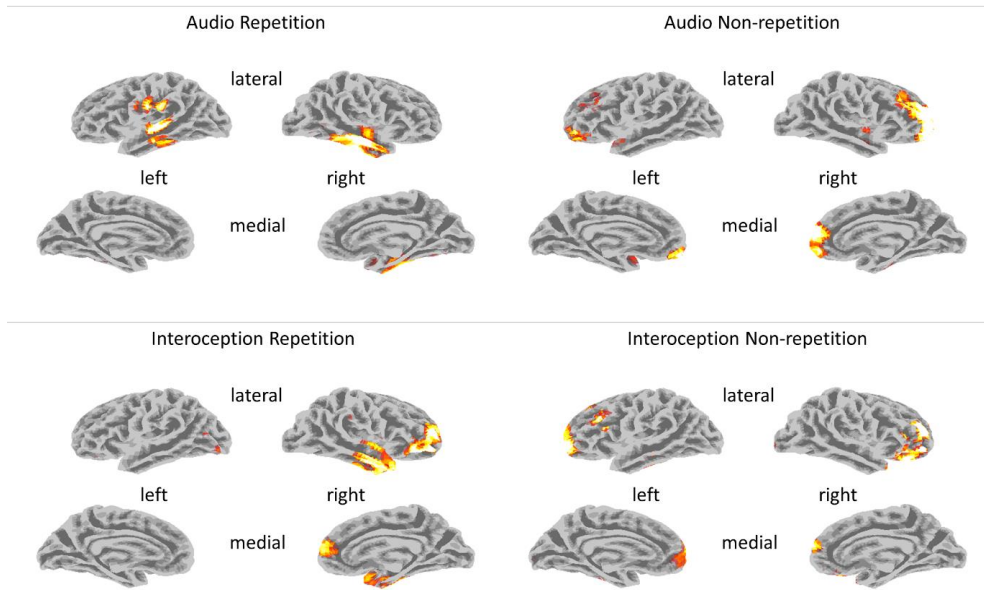 Audio Repetition
lateral
left right
medial
Audio Non-repetition
lateral
left right
medial
Interoception Repetition
lateral
left right
medial
Interoception Non-repetition
lateral
left right
medial